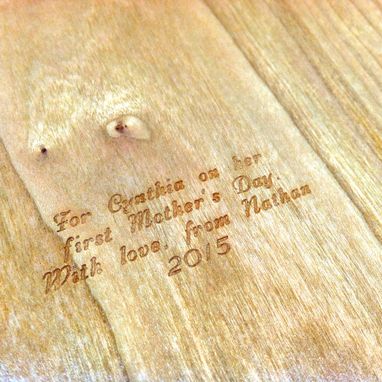 For Cynthia on her
first Mother's Day.
With love, from Nathan
2015